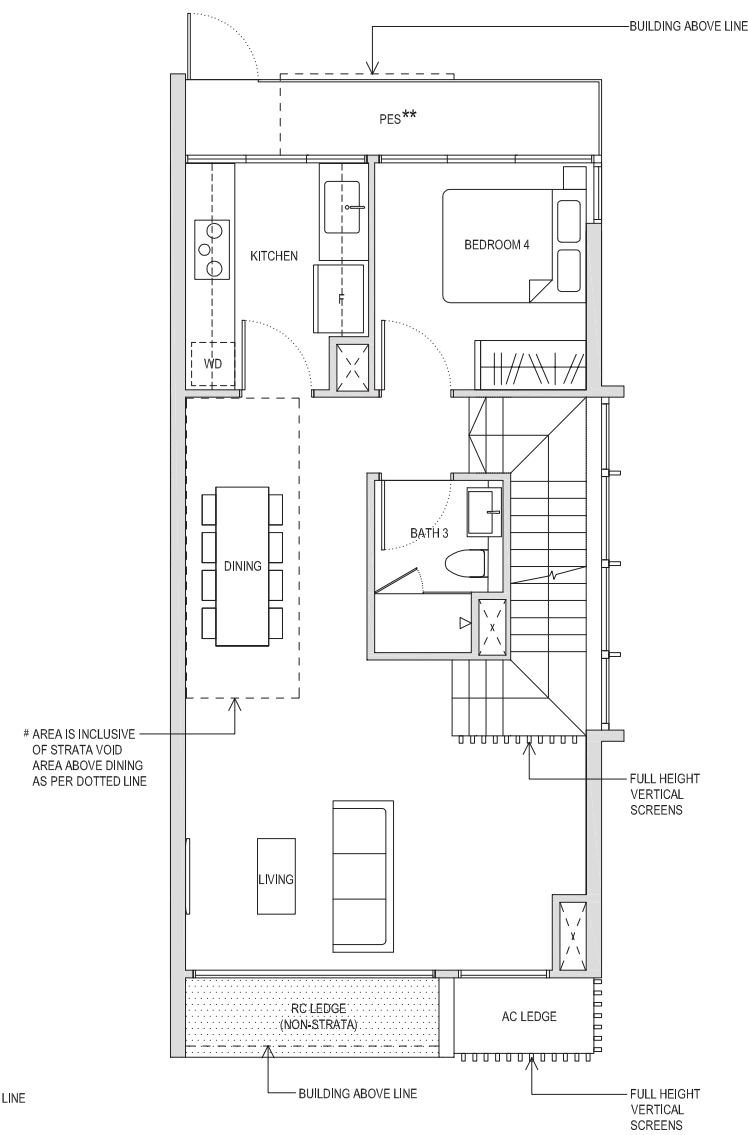 BUILDING ABOVE LINE
PES**
KITCHEN
BEDROOM 4
F
WD
BATH 3
DINING
# AREA IS INCLUSIVE
OF STRATA VOID
AREA ABOVE DINING
AS PER DOTTED LINE
FULL HEIGHT
VERTICAL
SCREENS
LIVING
RC LEDGE
(NON-STRATA)
AC LEDGE
BUILDING ABOVE LINE
LINE
FULL HEIGHT
VERTICAL
SCREENS